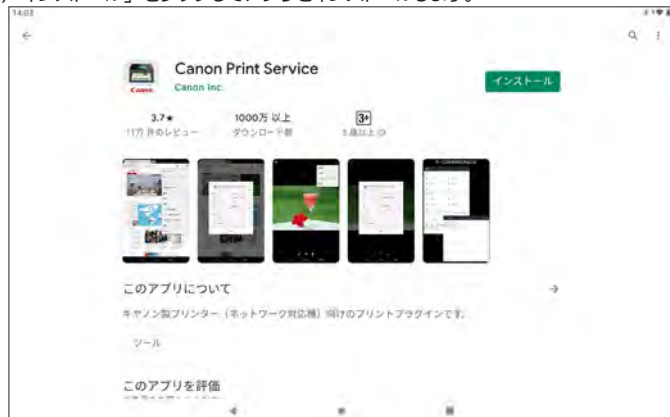 「インストール」をタップしてアプリをインストールします。
14:03
Canon Print Service
Canon Inc.
インストール
3.7★
1000万 以上
3+
11万 件のレビュー
ダウンロード数
3 歳以上
Canon
このアプリについて
キヤノン製プリンター（ネットワーク対応機）向けのプリントプラグインです。
ツール
このアプリを評価